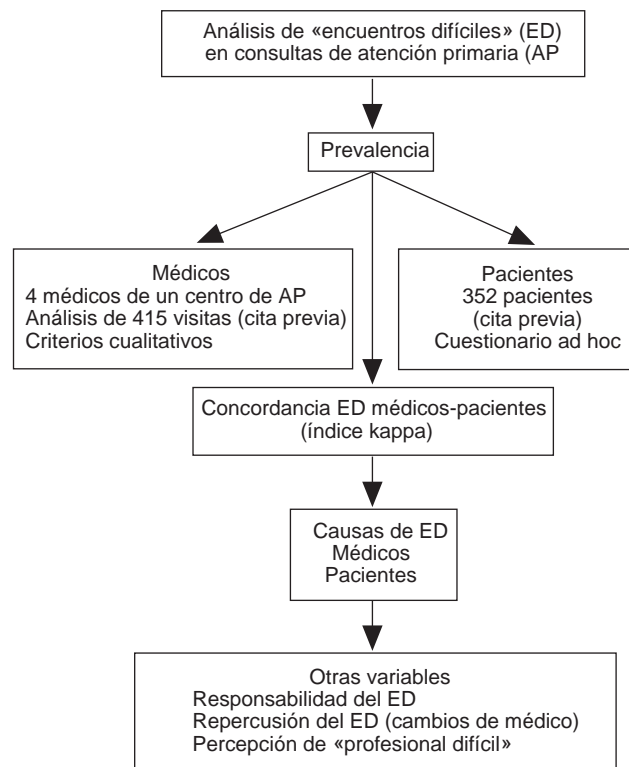 Análisis de «encuentros difíciles» (ED)
en consultas de atención primaria (AP
Prevalencia
Médicos
4 médicos de un centro de AP
Análisis de 415 visitas (cita previa)
Criterios cualitativos
Pacientes
352 pacientes
(cita previa)
Cuestionario ad hoc
Concordancia ED médicos-pacientes
(índice kappa)
Causas de ED
Médicos
Pacientes
Otras variables
Responsabilidad del ED
Repercusión del ED (cambios de médico)
Percepción de «profesional difícil»